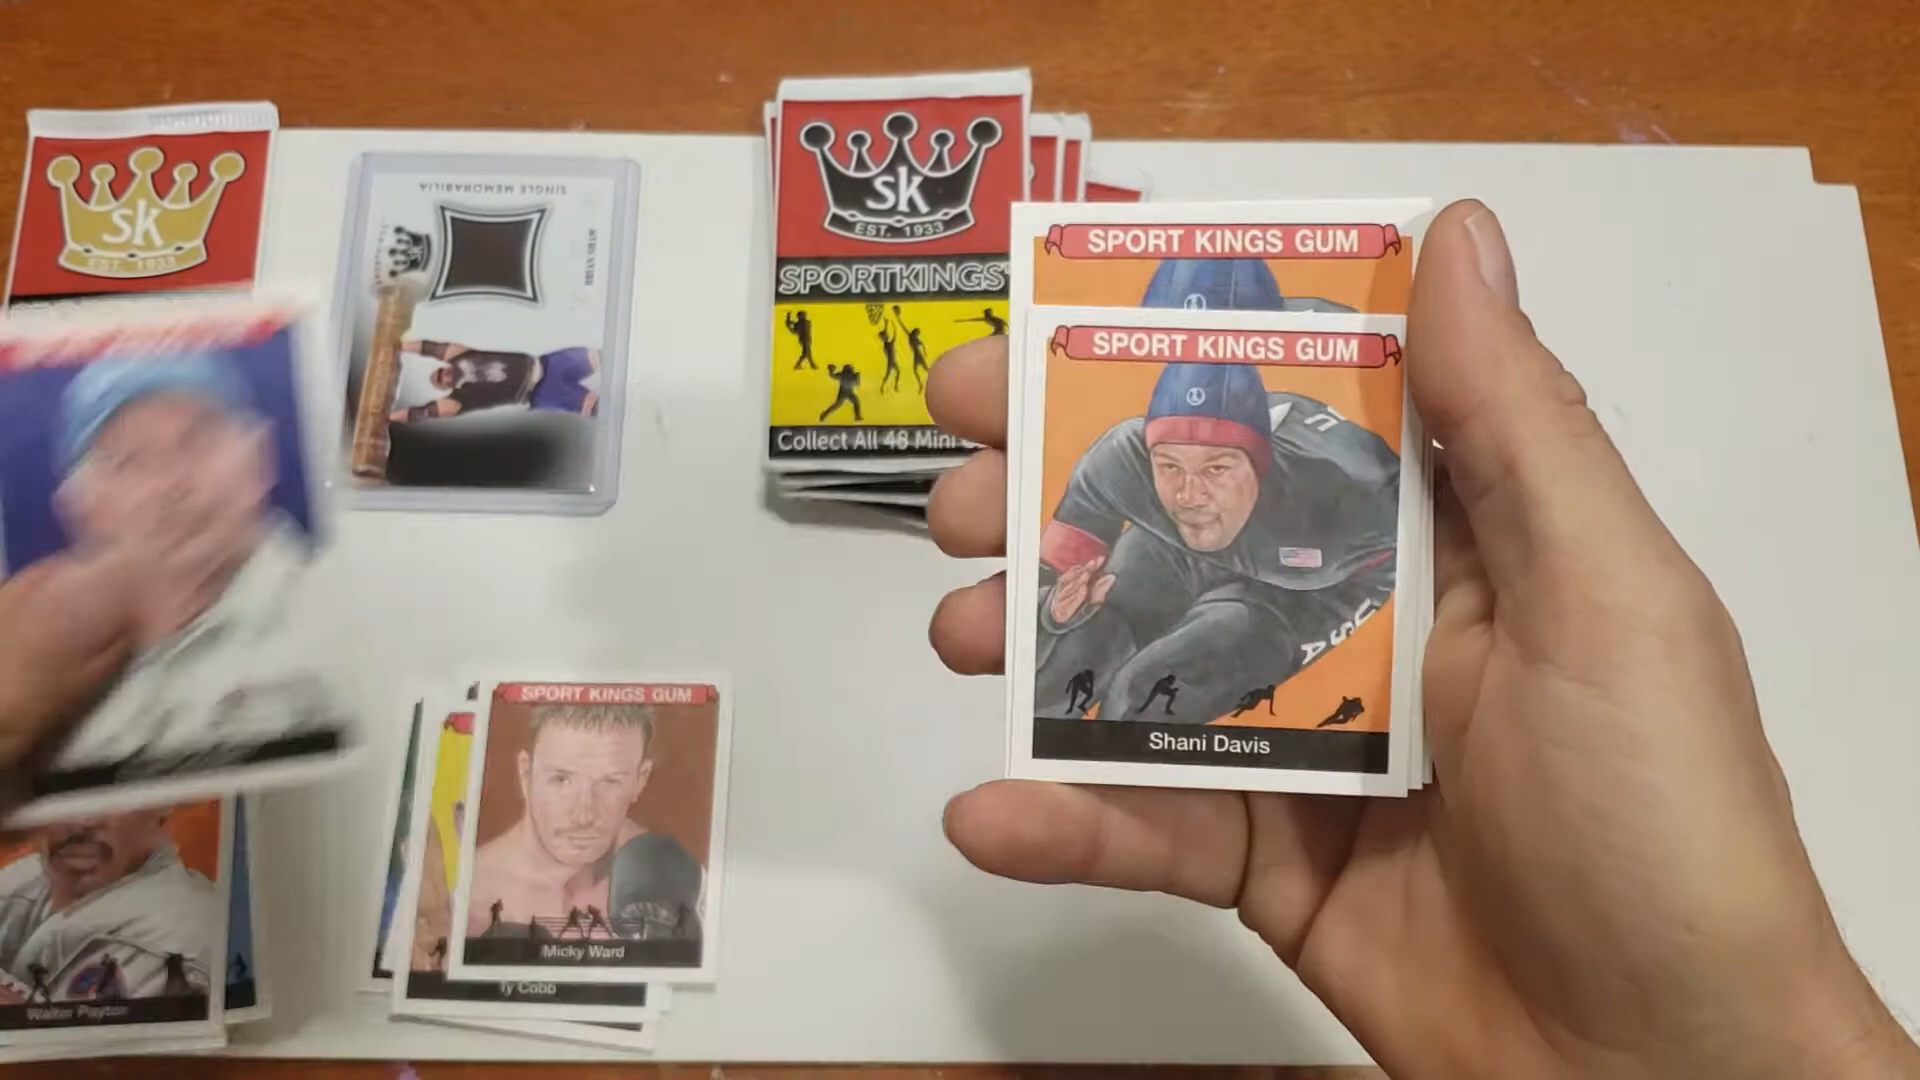 sk
EST. 1933
SINGLE MEMORABILIA
sk
EST. 1933
SPORTKINGS
Collect All 48 Mini
SPORT KINGS GUM
SPORT KINGS GUM
USA
Shani Davis
SPORT KINGS GUM
Micky Ward
Ty Cobb
Walter Payton